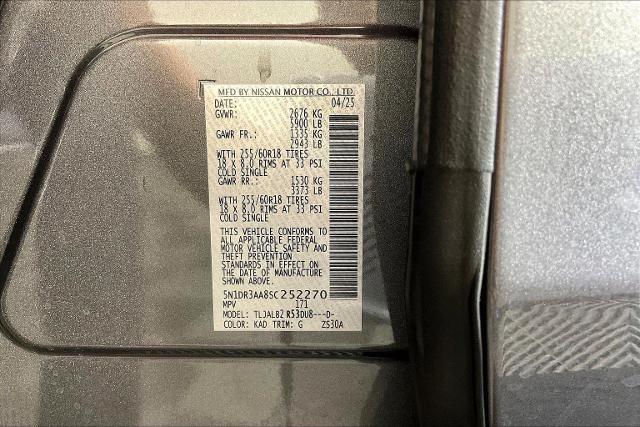 MFD BY NISSAN MOTOR CO., LTD.
DATE: 04/25
GVWR: 2676 KG
5900 LB
GAWR FR.: 1335 KG
2943 LB
WITH 255/60R18 TIRES
18 X 8.0 RIMS AT 33 PSI
COLD SINGLE
GAWR RR.: 1530 KG
3373 LB
WITH 255/60R18 TIRES
18 X 8.0 RIMS AT 33 PSI
COLD SINGLE
THIS VEHICLE CONFORMS TO
ALL APPLICABLE FEDERAL
MOTOR VEHICLE SAFETY AND
THEFT PREVENTION
STANDARDS IN EFFECT ON
THE DATE OF MANUFACTURE
SHOWN ABOVE.
5N1DR3AA8SC252270
MPV 171
MODEL: TLJALB2 R53DU8---D-
COLOR: KAD TRIM: G ZS30A